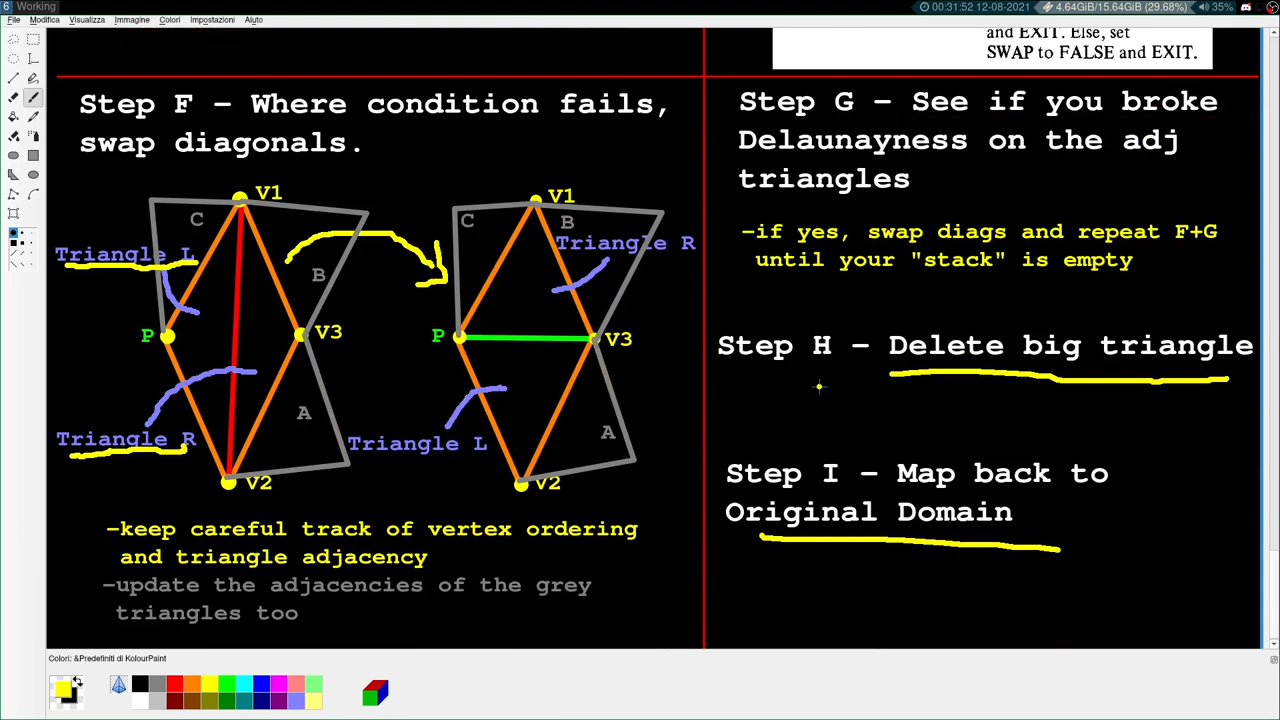 6 Working
00:31:52 12-08-2021 4.64GiB/15.64GiB (29.68%) 35%
File Modifica Visualizza Immagine Colori Impostazioni Aiuto
and EXIT. Else, set
SWAP to FALSE and EXIT.
Step F - Where condition fails,
swap diagonals.
V1
C
Triangle L
B
P
V3
A
Triangle R
V2
V1
C
B
Triangle R
P
V3
A
Triangle L
V2
-keep careful track of vertex ordering
and triangle adjacency
-update the adjacencies of the grey
triangles too
Step G - See if you broke
Delaunayness on the adj
triangles
-if yes, swap diags and repeat F+G
until your "stack" is empty
Step H - Delete big triangle
Step I - Map back to
Original Domain
Colori: &Predefiniti di KolourPaint